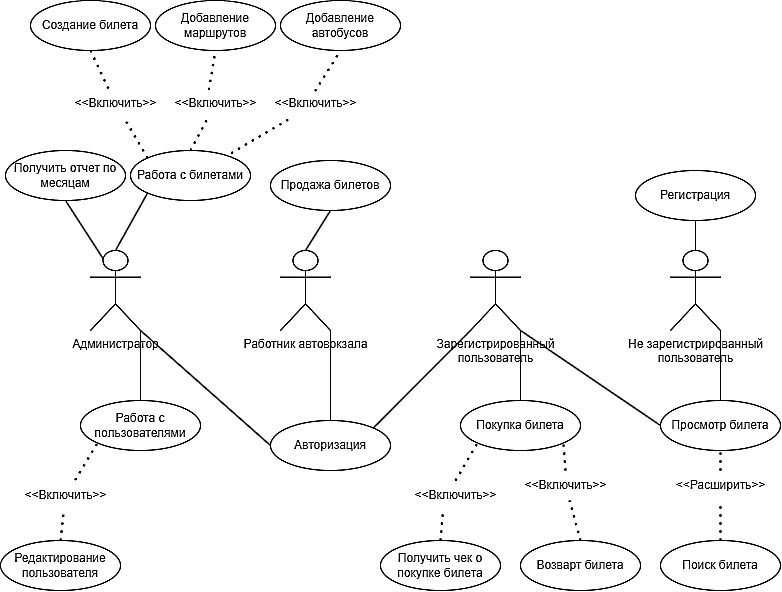 Создание билета
Добавление
маршрутов
Добавление
автобусов
<<Включить>>
<<Включить>>
<<Включить>>
Получить отчет по
месяцам
Работа с билетами
Продажа билетов
Регистрация
Администратор
Работник автовокзала
Зарегистрированный
пользователь
Не зарегистрированный
пользователь
Работа с
пользователями
Авторизация
Покупка билета
Просмотр билета
<<Включить>>
<<Включить>>
<<Включить>>
<<Расширить>>
Редактирование
пользователя
Получить чек о
покупке билета
Возварт билета
Поиск билета